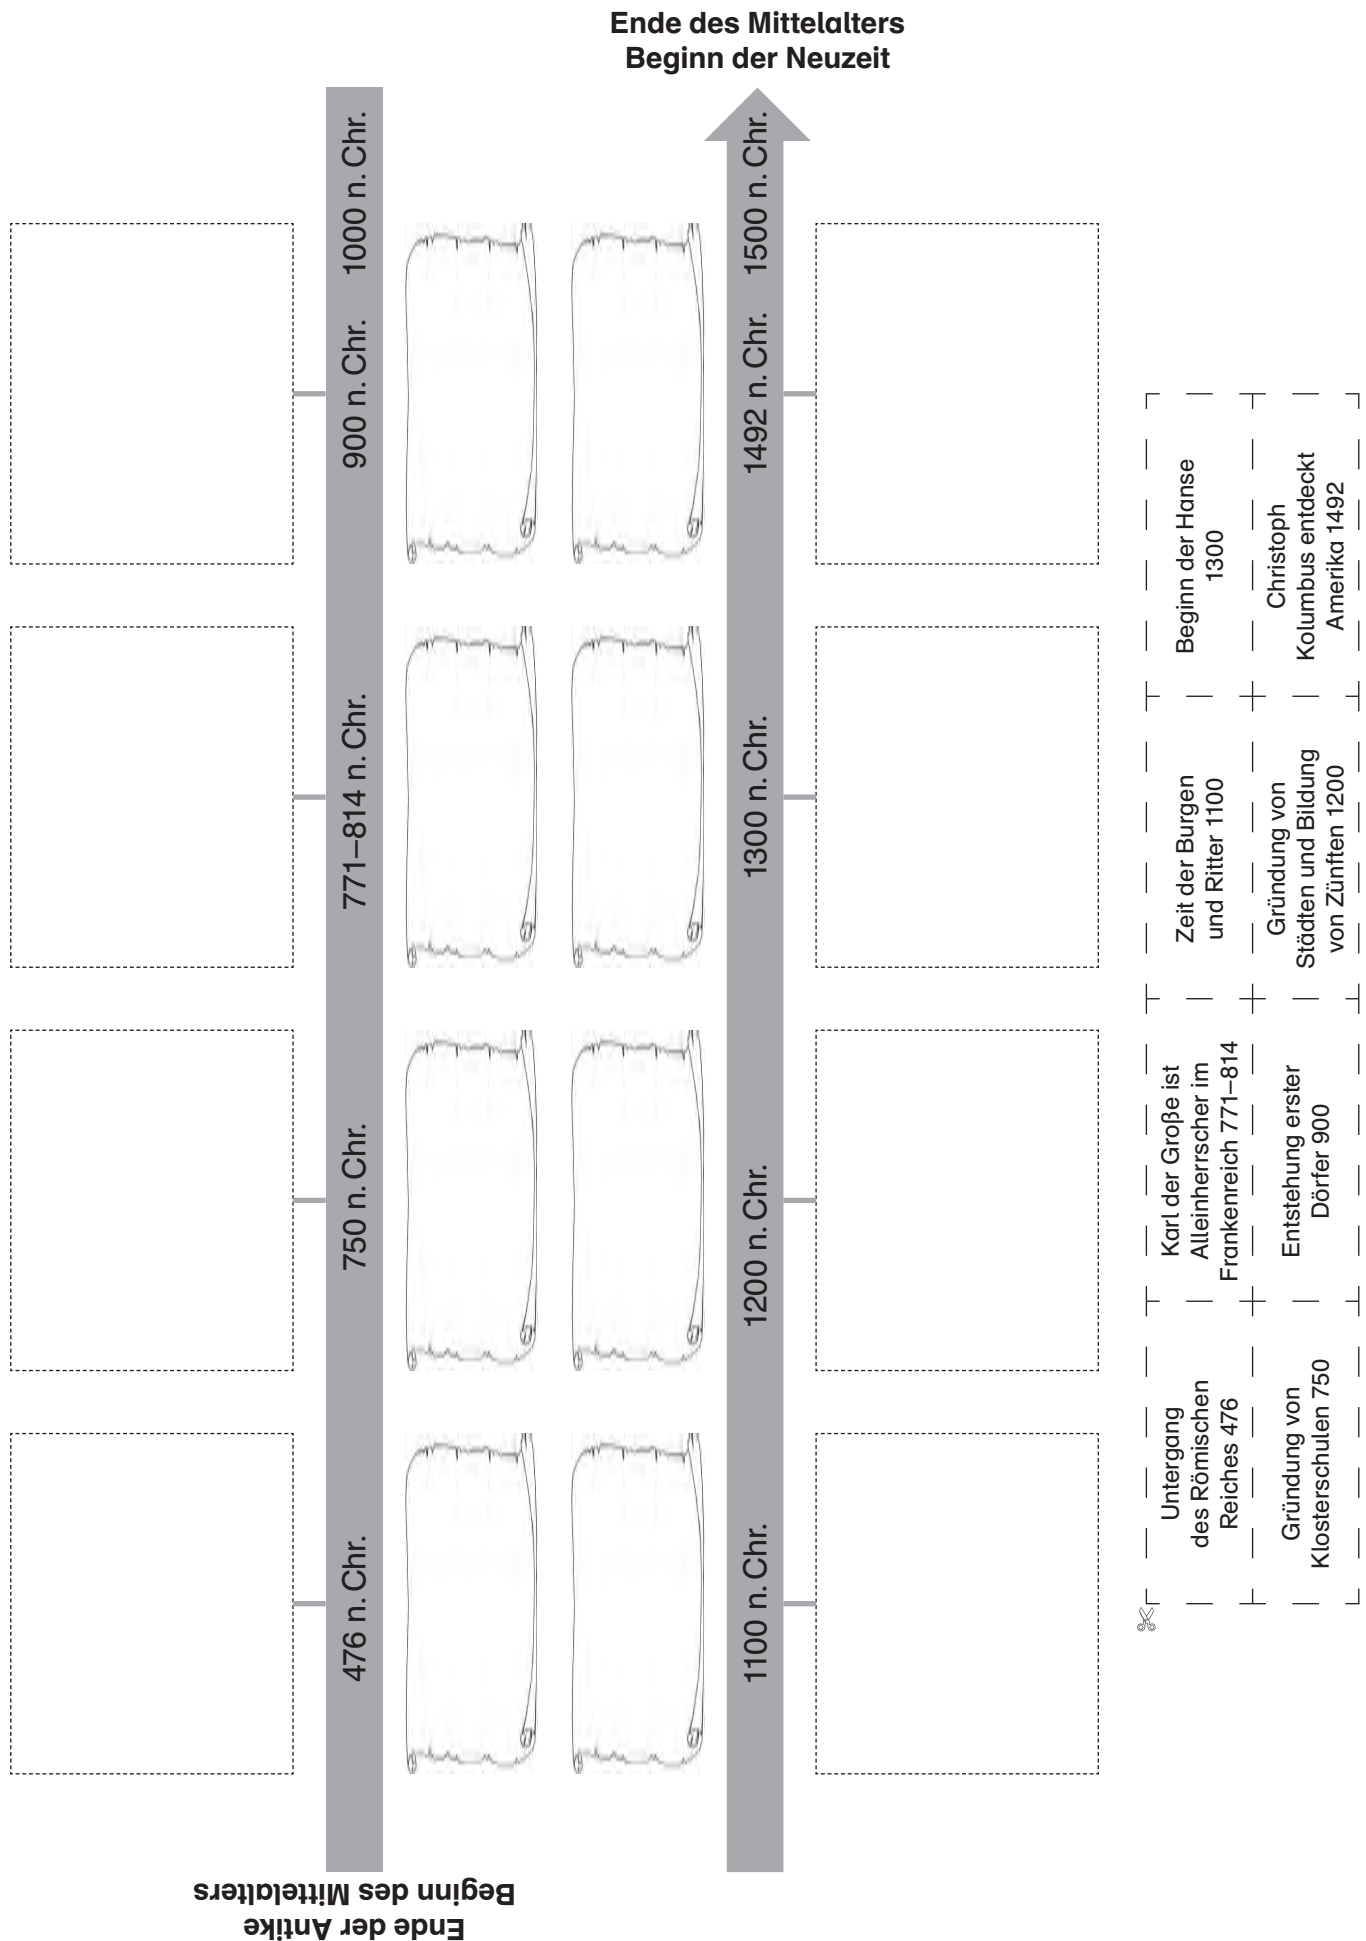 Ende der Antike
Beginn des Mittelalters
476 n. Chr.
750 n. Chr.
771–814 n. Chr.
900 n. Chr.
1000 n. Chr.
1100 n. Chr.
1200 n. Chr.
1300 n. Chr.
1492 n. Chr.
1500 n. Chr.
Ende des Mittelalters
Beginn der Neuzeit
Untergang
des Römischen
Reiches 476
Karl der Große ist
Alleinherrscher im
Frankenreich 771–814
Zeit der Burgen
und Ritter 1100
Beginn der Hanse
1300
Gründung von
Klosterschulen 750
Entstehung erster
Dörfer 900
Gründung von
Städten und Bildung
von Zünften 1200
Christoph
Kolumbus entdeckt
Amerika 1492